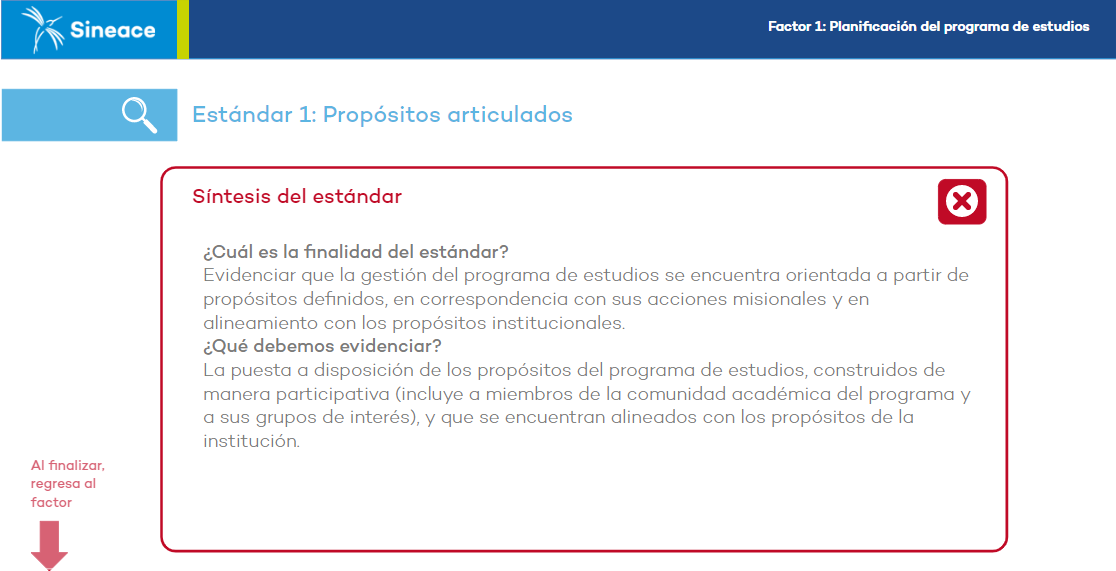 Sineace
Factor 1: Planificación del programa de estudios
Estándar 1: Propósitos articulados
Síntesis del estándar
¿Cuál es la finalidad del estándar?
Evidenciar que la gestión del programa de estudios se encuentra orientada a partir de
propósitos definidos, en correspondencia con sus acciones misionales y en
alineamiento con los propósitos institucionales.
¿Qué debemos evidenciar?
La puesta a disposición de los propósitos del programa de estudios, construidos de
manera participativa (incluye a miembros de la comunidad académica del programa y
a sus grupos de interés), y que se encuentran alineados con los propósitos de la
institución.
Al finalizar,
regresa al
factor